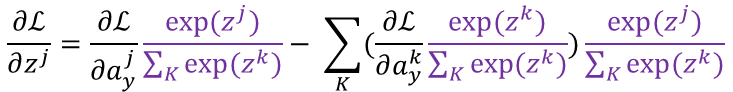 ∂ℒ/∂z^j = ∂ℒ/∂a_y^j exp(z^j)/∑_K exp(z^k) − ∑_K (∂ℒ/∂a_y^k exp(z^k)/∑_K exp(z^k)) exp(z^j)/∑_K exp(z^k)